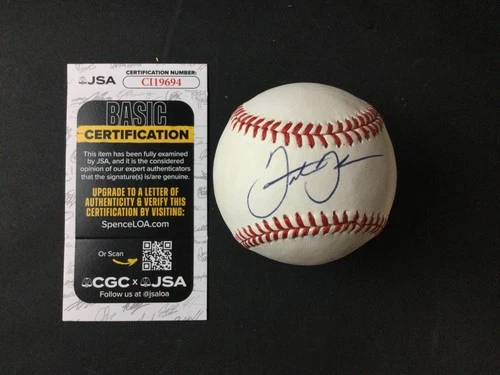 JSA
CERTIFICATION NUMBER:
CI19694
BASIC
CERTIFICATION
This item has been fully examined
by JSA, and it is the considered
opinion of our expert authenticators
that the signature(s) is/are genuine.
UPGRADE TO A LETTER OF
AUTHENTICITY & VERIFY THIS
CERTIFICATION BY VISITING:
SpenceLOA.com
Or Scan
CGC x JSA
Follow us at @jsaloa